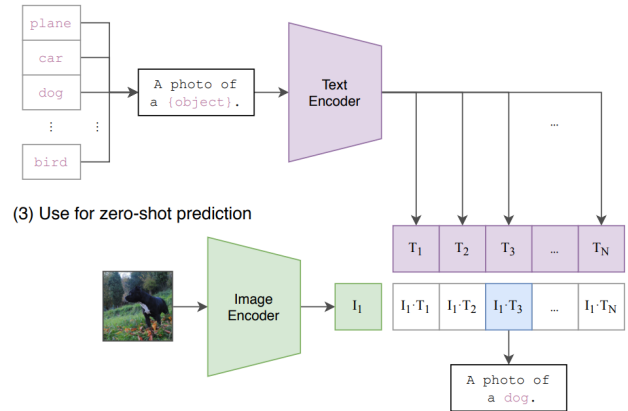 plane
car
dog
⋮
⋮
bird
A photo of
a {object}.
Text
Encoder
...
(3) Use for zero-shot prediction
Image
Encoder
I1
T1 T2 T3 ... TN
I1·T1 I1·T2 I1·T3 ... I1·TN
A photo of
a dog.